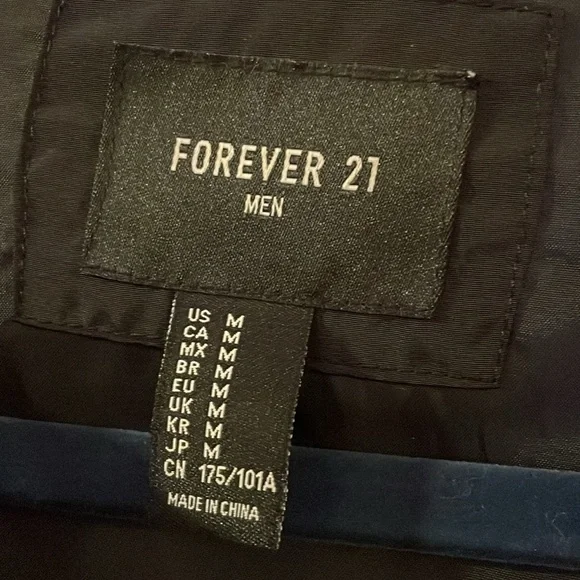 FOREVER 21
MEN
US M
CA M
MX M
BR M
EU M
UK M
KR M
JP M
CN 175/101A
MADE IN CHINA